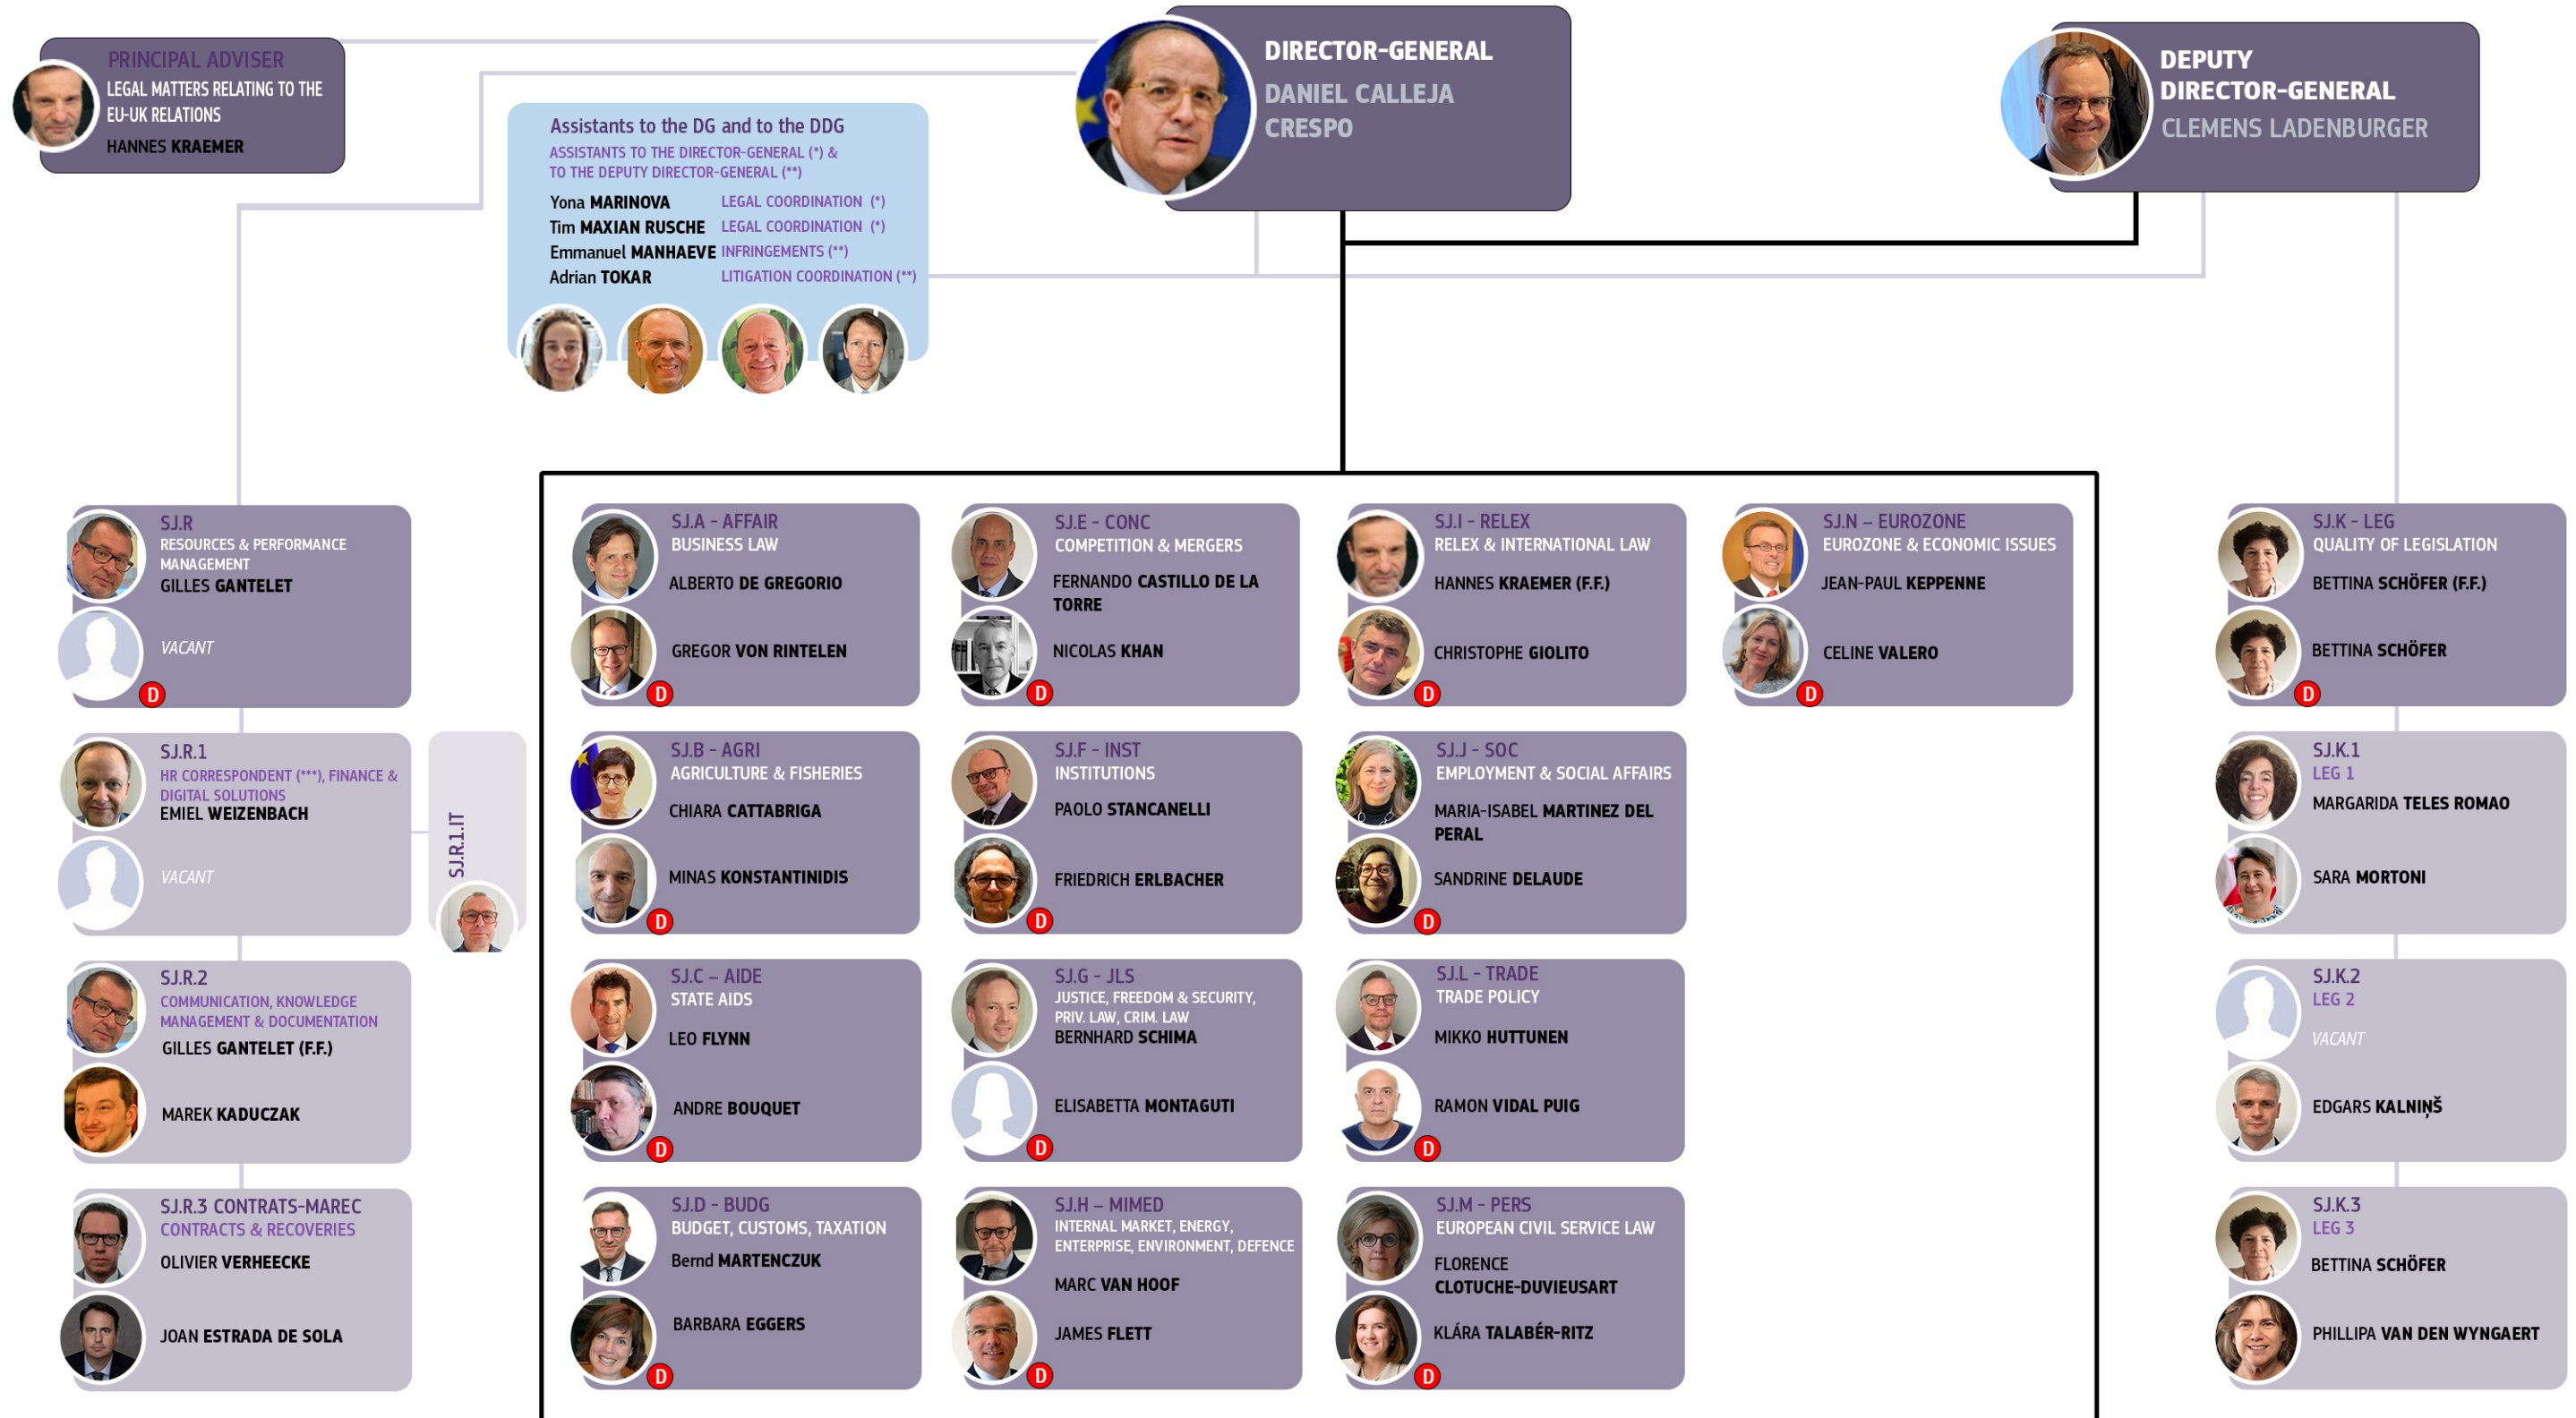 PRINCIPAL ADVISER
LEGAL MATTERS RELATING TO THE
EU-UK RELATIONS
HANNES KRAEMER
Assistants to the DG and to the DDG
ASSISTANTS TO THE DIRECTOR-GENERAL (*) &
TO THE DEPUTY DIRECTOR-GENERAL (**)
Yona MARINOVA LEGAL COORDINATION (*)
Tim MAXIAN RUSCHE LEGAL COORDINATION (*)
Emmanuel MANHAEVE INFRINGEMENTS (**)
Adrian TOKAR LITIGATION COORDINATION (**)
DIRECTOR-GENERAL
DANIEL CALLEJA
CRESPO
DEPUTY
DIRECTOR-GENERAL
CLEMENS LADENBURGER
SJ.R
RESOURCES & PERFORMANCE
MANAGEMENT
GILLES GANTELET
VACANT
D
SJ.R.1
HR CORRESPONDENT (***), FINANCE &
DIGITAL SOLUTIONS
EMIEL WEIZENBACH
VACANT
SJ.R.1.IT
SJ.R.2
COMMUNICATION, KNOWLEDGE
MANAGEMENT & DOCUMENTATION
GILLES GANTELET (F.F.)
MAREK KADUCZAK
SJ.R.3 CONTRATS-MAREC
CONTRACTS & RECOVERIES
OLIVIER VERHEECKE
JOAN ESTRADA DE SOLA
SJ.A - AFFAIR
BUSINESS LAW
ALBERTO DE GREGORIO
GREGOR VON RINTELEN
D
SJ.B - AGRI
AGRICULTURE & FISHERIES
CHIARA CATTABRIGA
MINAS KONSTANTINIDIS
D
SJ.C – AIDE
STATE AIDS
LEO FLYNN
ANDRE BOUQUET
D
SJ.D - BUDG
BUDGET, CUSTOMS, TAXATION
Bernd MARTENCZUK
BARBARA EGGERS
D
SJ.E - CONC
COMPETITION & MERGERS
FERNANDO CASTILLO DE LA
TORRE
NICOLAS KHAN
D
SJ.F - INST
INSTITUTIONS
PAOLO STANCANELLI
FRIEDRICH ERLBACHER
D
SJ.G - JLS
JUSTICE, FREEDOM & SECURITY,
PRIV. LAW, CRIM. LAW
BERNHARD SCHIMA
ELISABETTA MONTAGUTI
D
SJ.H – MIMED
INTERNAL MARKET, ENERGY,
ENTERPRISE, ENVIRONMENT, DEFENCE
MARC VAN HOOF
JAMES FLETT
D
SJ.I - RELEX
RELEX & INTERNATIONAL LAW
HANNES KRAEMER (F.F.)
CHRISTOPHE GIOLITO
D
SJ.J - SOC
EMPLOYMENT & SOCIAL AFFAIRS
MARIA-ISABEL MARTINEZ DEL
PERAL
SANDRINE DELAUDE
D
SJ.L - TRADE
TRADE POLICY
MIKKO HUTTUNEN
RAMON VIDAL PUIG
D
SJ.M - PERS
EUROPEAN CIVIL SERVICE LAW
FLORENCE
CLOTUCHE-DUVIEUSART
KLÁRA TALABÉR-RITZ
D
SJ.N – EUROZONE
EUROZONE & ECONOMIC ISSUES
JEAN-PAUL KEPPENNE
CELINE VALERO
D
SJ.K - LEG
QUALITY OF LEGISLATION
BETTINA SCHÖFER (F.F.)
BETTINA SCHÖFER
D
SJ.K.1
LEG 1
MARGARIDA TELES ROMAO
SARA MORTONI
SJ.K.2
LEG 2
VACANT
EDGARS KALNIŅŠ
SJ.K.3
LEG 3
BETTINA SCHÖFER
PHILLIPA VAN DEN WYNGAERT